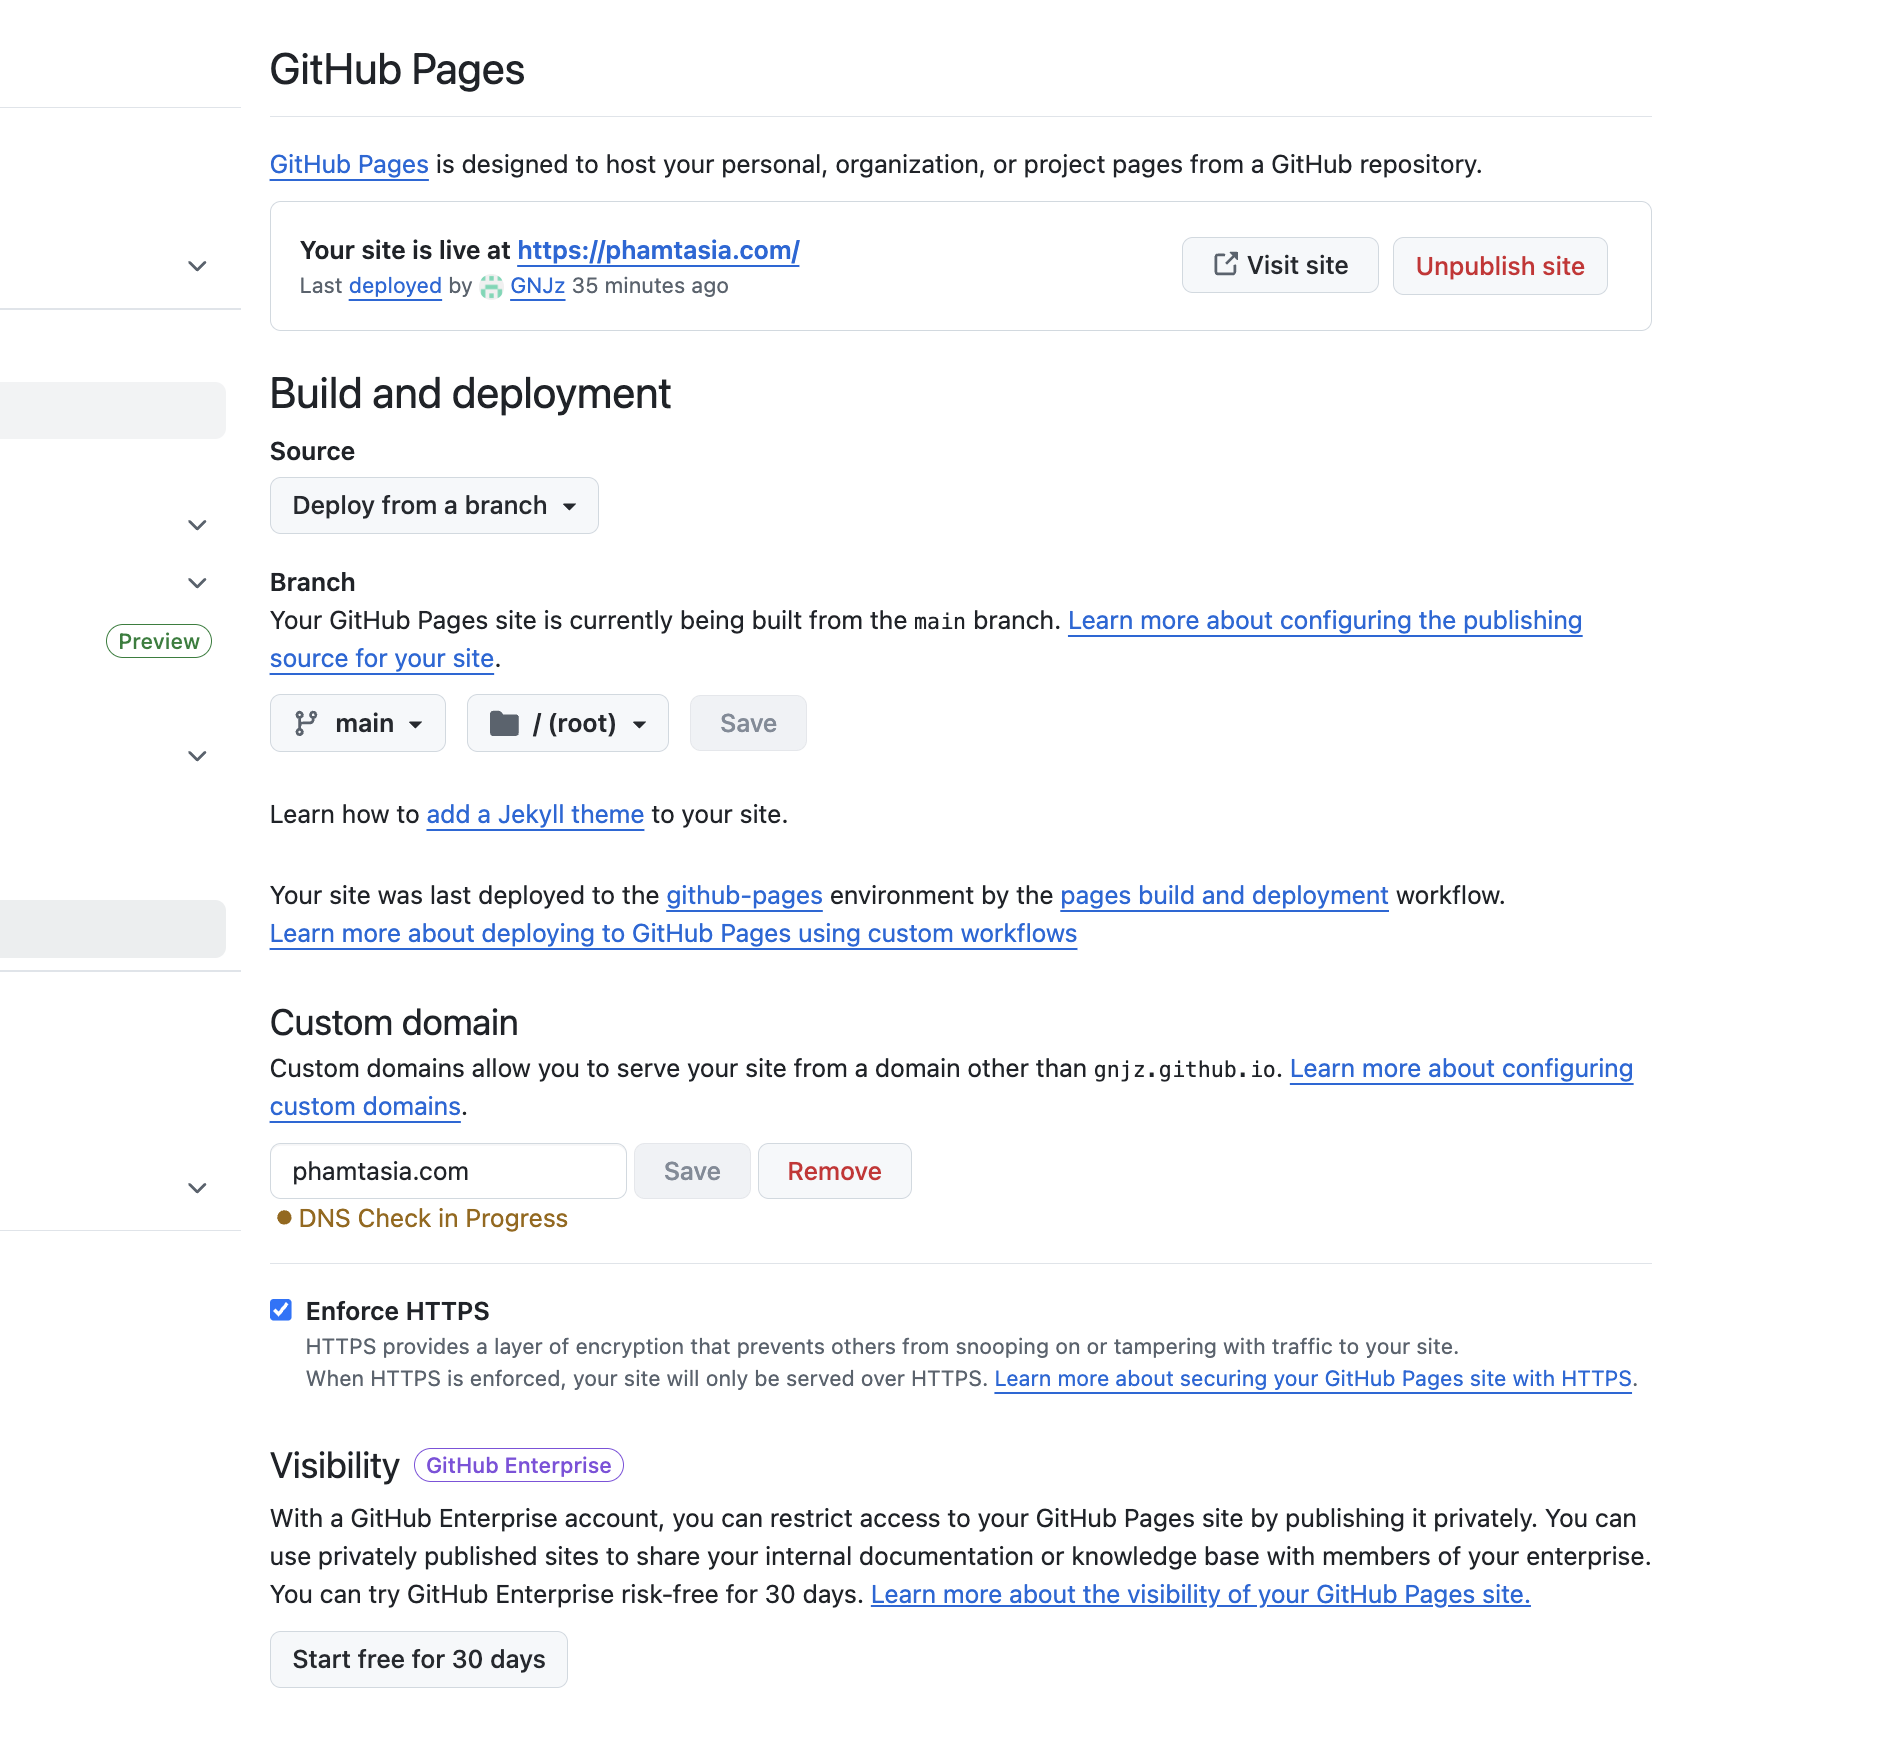 GitHub Pages
GitHub Pages is designed to host your personal, organization, or project pages from a GitHub repository.
Your site is live at https://phamtasia.com/
Last deployed by GNJz 35 minutes ago
Visit site
Unpublish site
Build and deployment
Source
Deploy from a branch
Branch
Your GitHub Pages site is currently being built from the main branch. Learn more about configuring the publishing
source for your site.
Preview
main
/ (root)
Save
Learn how to add a Jekyll theme to your site.
Your site was last deployed to the github-pages environment by the pages build and deployment workflow.
Learn more about deploying to GitHub Pages using custom workflows
Custom domain
Custom domains allow you to serve your site from a domain other than gnjz.github.io. Learn more about configuring
custom domains.
phamtasia.com
Save
Remove
DNS Check in Progress
Enforce HTTPS
HTTPS provides a layer of encryption that prevents others from snooping on or tampering with traffic to your site.
When HTTPS is enforced, your site will only be served over HTTPS. Learn more about securing your GitHub Pages site with HTTPS.
Visibility
GitHub Enterprise
With a GitHub Enterprise account, you can restrict access to your GitHub Pages site by publishing it privately. You can
use privately published sites to share your internal documentation or knowledge base with members of your enterprise.
You can try GitHub Enterprise risk-free for 30 days. Learn more about the visibility of your GitHub Pages site.
Start free for 30 days